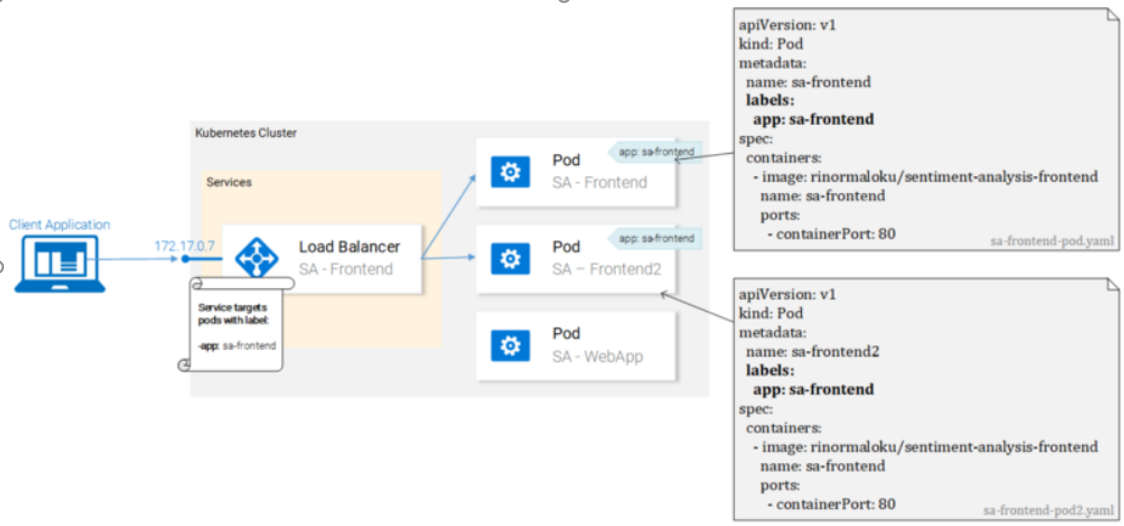 Client Application
172.17.0.7
Kubernetes Cluster
Services
Load Balancer
SA - Frontend
Service targets
pods with label:
-app: sa-frontend
Pod
SA - Frontend
app: sa-frontend
Pod
SA – Frontend2
app: sa-frontend
Pod
SA - WebApp
apiVersion: v1
kind: Pod
metadata:
name: sa-frontend
labels:
app: sa-frontend
spec:
containers:
- image: rinormaloku/sentiment-analysis-frontend
name: sa-frontend
ports:
- containerPort: 80
sa-frontend-pod.yaml
apiVersion: v1
kind: Pod
metadata:
name: sa-frontend2
labels:
app: sa-frontend
spec:
containers:
- image: rinormaloku/sentiment-analysis-frontend
name: sa-frontend
ports:
- containerPort: 80
sa-frontend-pod2.yaml